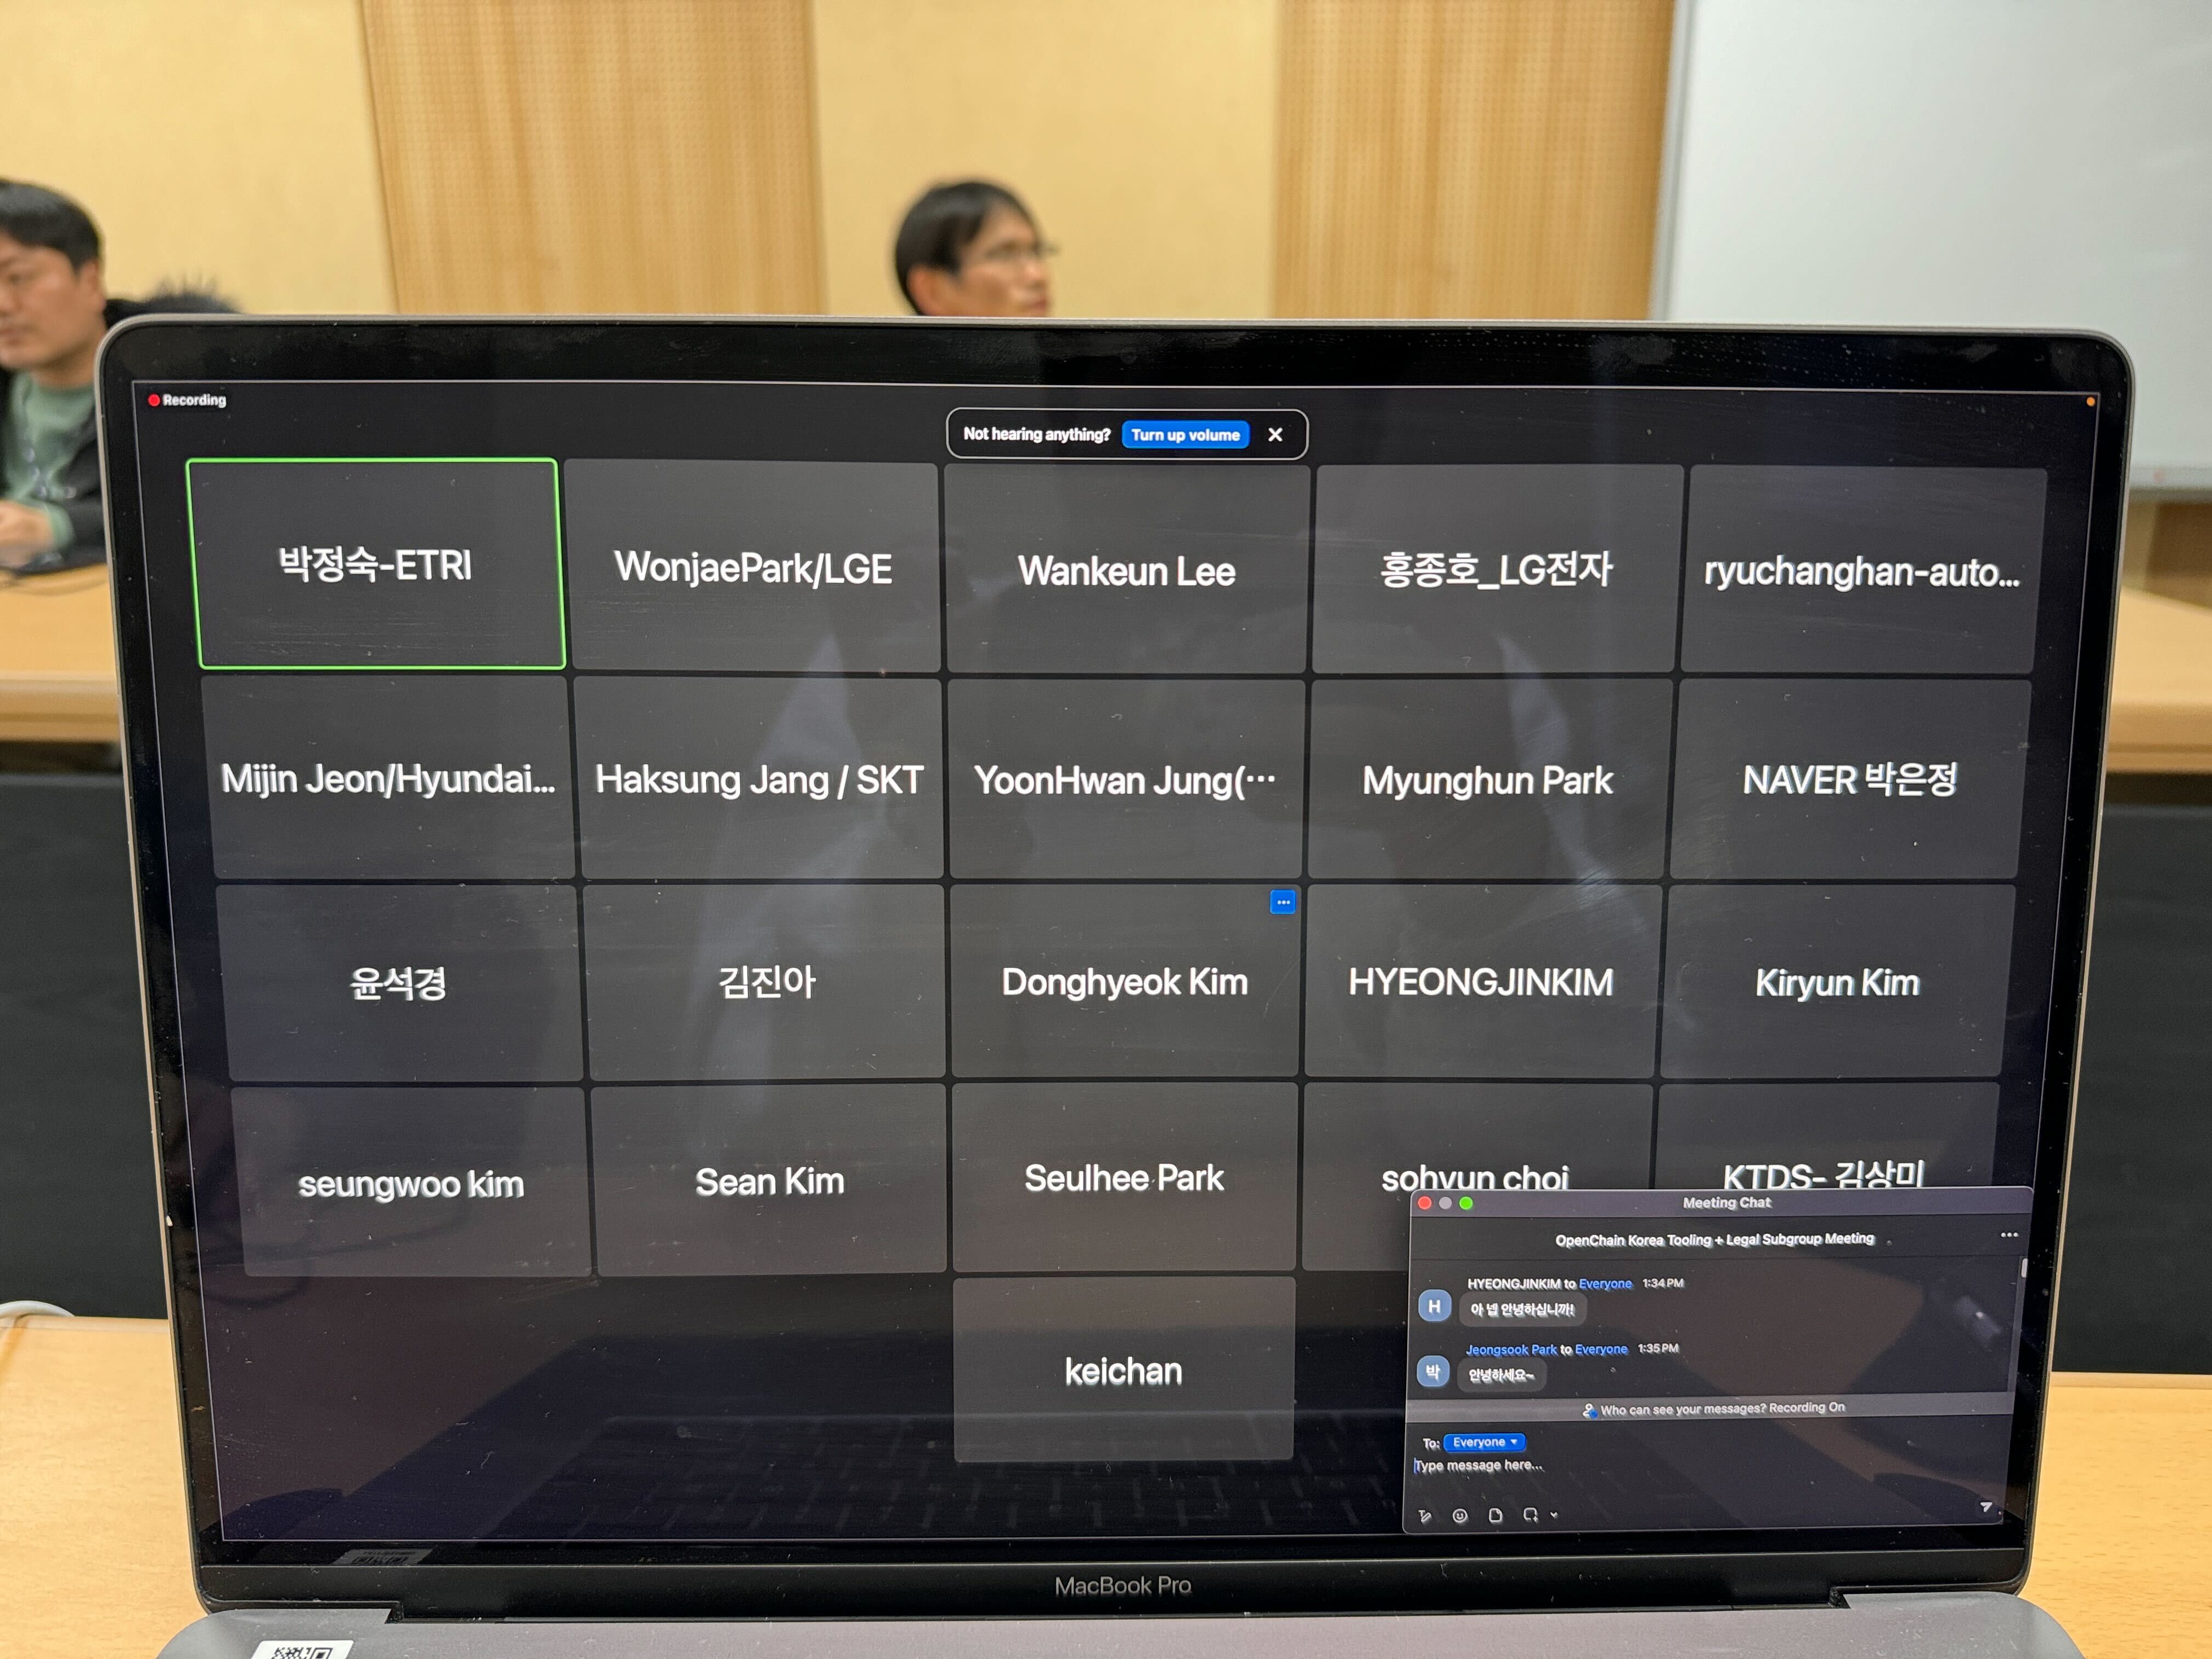 Recording
Not hearing anything? Turn up volume
박정숙-ETRI
WonjaePark/LGE
Wankeun Lee
홍종호_LG전자
ryuchanghan-auto...
Mijin Jeon/Hyundai...
Haksung Jang / SKT
YoonHwan Jung(⋯
Myunghun Park
NAVER 박은정
윤석경
김진아
Donghyeok Kim
HYEONGJINKIM
Kiryun Kim
seungwoo kim
Sean Kim
Seulhee Park
sohyun choi
KTDS- 김상미
keichan
Meeting Chat
OpenChain Korea Tooling + Legal Subgroup Meeting
HYEONGJINKIM to Everyone 1:34 PM
H
아 넵 안녕하십니까!
Jeongsook Park to Everyone 1:35 PM
박
안녕하세요~
Who can see your messages? Recording On
To: Everyone
Type message here...
MacBook Pro